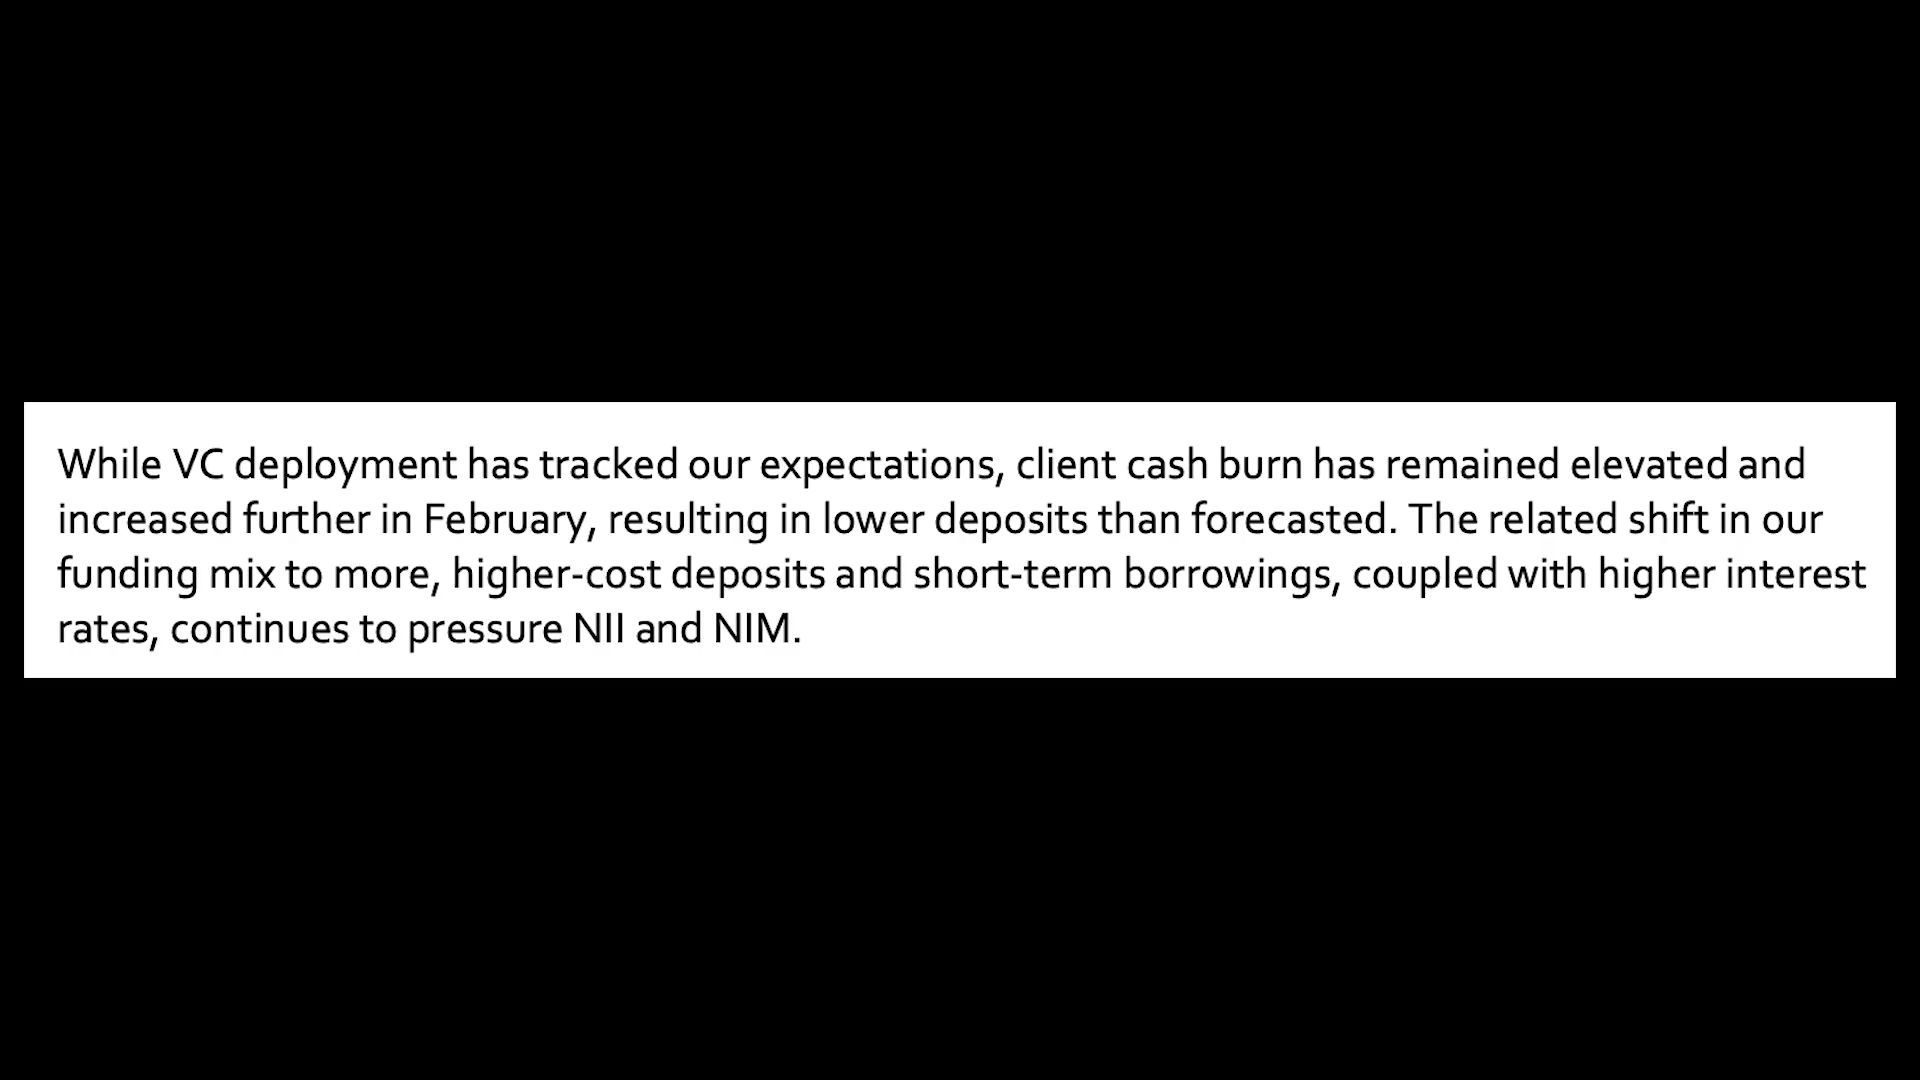 While VC deployment has tracked our expectations, client cash burn has remained elevated and
increased further in February, resulting in lower deposits than forecasted. The related shift in our
funding mix to more, higher-cost deposits and short-term borrowings, coupled with higher interest
rates, continues to pressure NII and NIM.